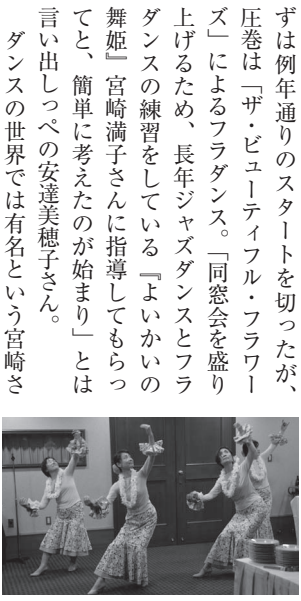 ずは例年通りのスタートを切ったが、
圧巻は「ザ・ビューティフル・フラワー
ズ」によるフラダンス。「同窓会を盛り
上げるため、長年ジャズダンスとフラ
ダンスの練習をしている『よいかいの
舞姫』宮崎満子さんに指導してもらっ
てと、簡単に考えたのが始まり」とは
言い出しっぺの安達美穂子さん。
ダンスの世界では有名という宮崎さ